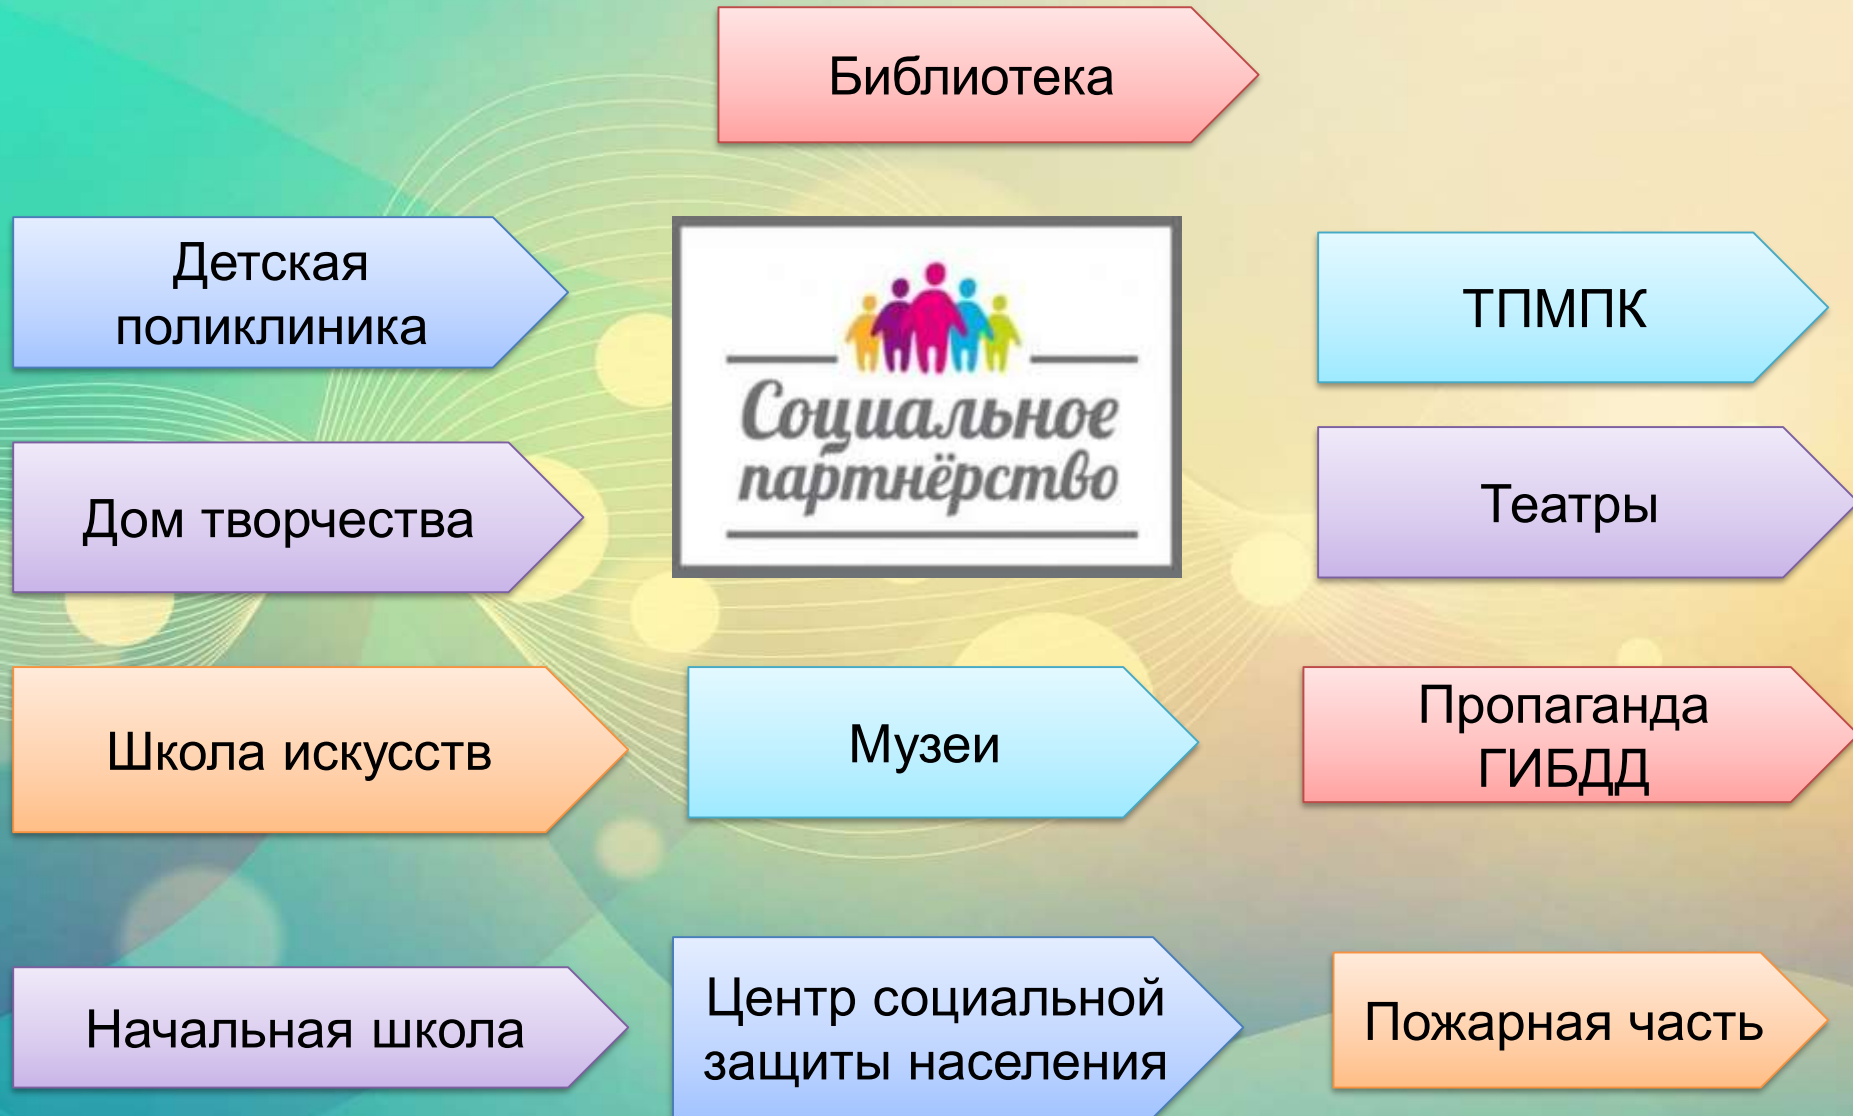 Библиотека
Детская
поликлиника
Социальное
партнёрство
ТПМПК
Дом творчества
Театры
Школа искусств
Музеи
Пропаганда
ГИБДД
Начальная школа
Центр социальной
защиты населения
Пожарная часть